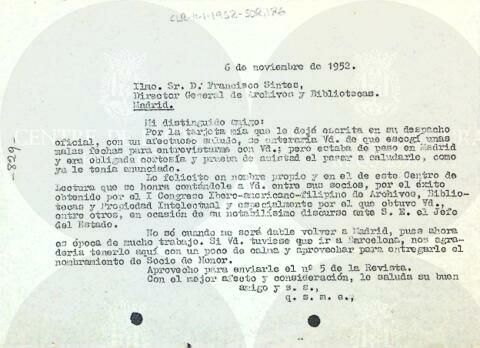 CLR-4-1-1952-SOR,126
6 de noviembre de 1952.
Ilmo. Sr. D. Francisco Sintes,
Director General de Archivos y Bibliotecas.
Madrid.
Mi distinguido amigo:
Por la tarjeta mía que le dejé escrita en su despacho
oficial, con un afectuoso saludo, se enteraría Vd. de que escogí unas
malas fechas para entrevistarme con Vd.; pero estaba de paso en Madrid
y era obligada cortesía y prueba de amistad el pasar a saludarle, como
ya le tenía anunciado.
Le felicito en nombre propio y en el de este Centro de
Lectura que se honra contándole a Vd. entre sus socios, por el éxito
obtenido por el I Congreso Ibero-americano-filipino de Archivos, Bibliote-
cas y Propiedad Intelectual y especialmente por el que obtuvo Vd.,
entre otros, en ocasión de su notabilísimo discurso ante S. E. el Jefe
del Estado.
No sé cuando me será dable volver a Madrid, pues ahora
es época de mucho trabajo. Si Vd. tuviese que ir a Barcelona, nos agra-
dería tenerlo aquí con un poco de calma y aprovechar para entregarle el
nombramiento de Socio de Honor.
Aprovecho para enviarle el nº 5 de la Revista.
Con el mejor afecto y consideración, le saluda su buen
amigo y s. s.,
q. s. m. e.,
-829-
CENTRE DE